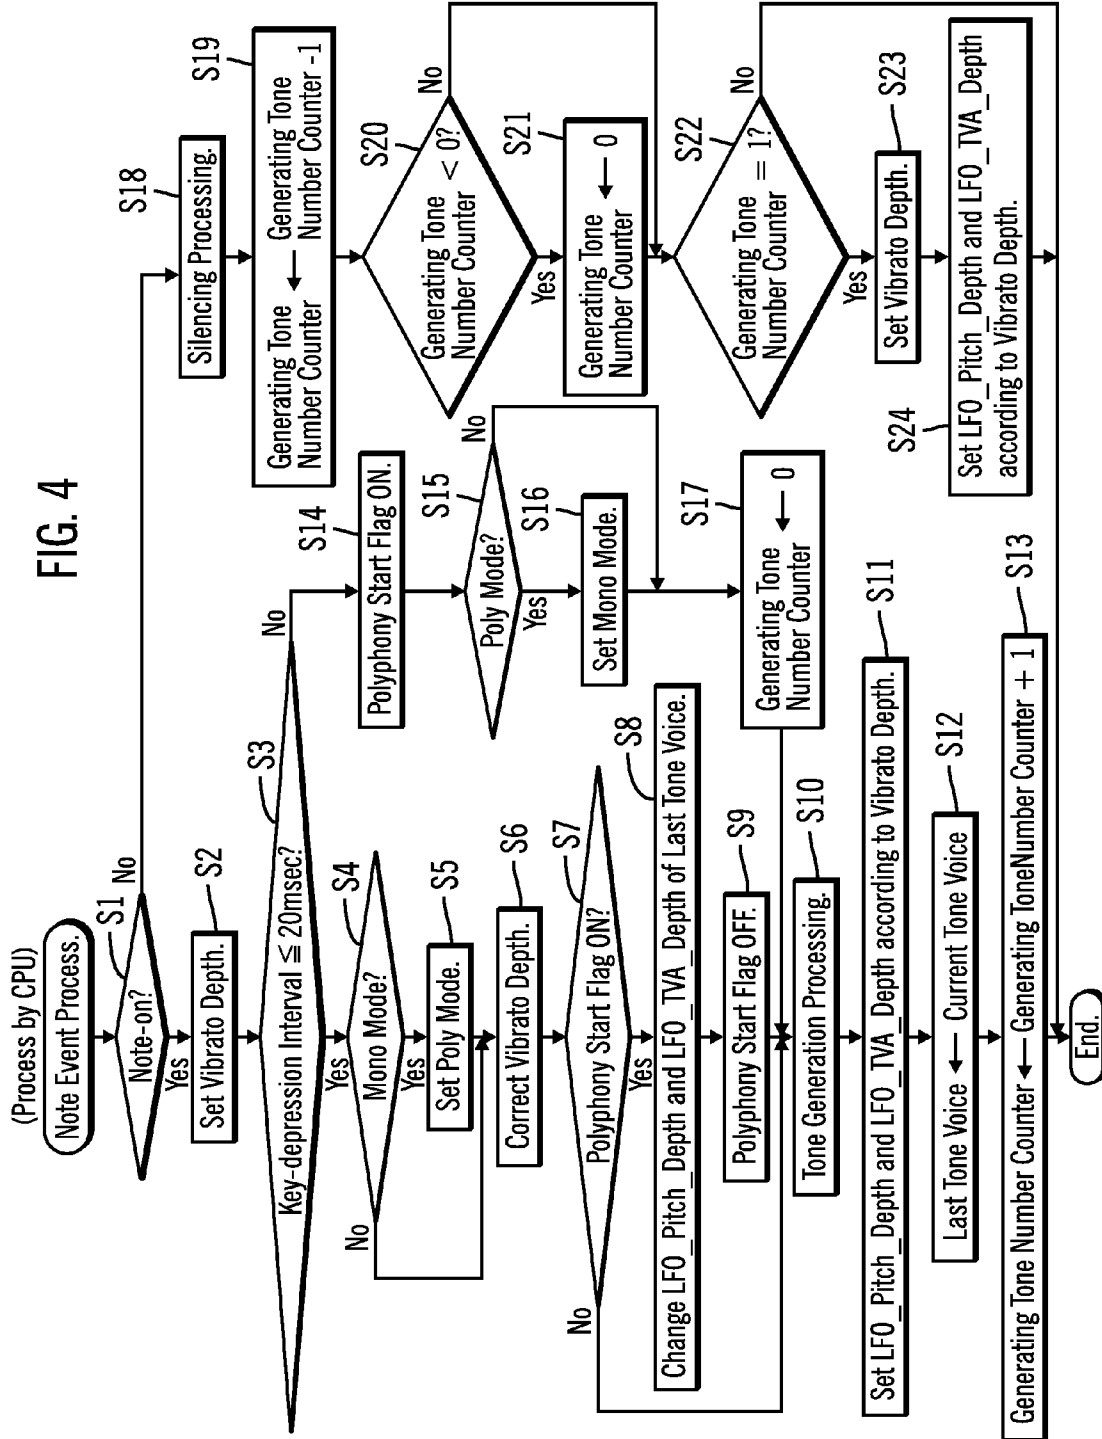 FIG. 4
(Process by CPU)
Note Event Process.
S1
Note-on?
Yes
No
S2
Set Vibrato Depth.
S3
Key-depression Interval ≦ 20msec?
Yes
No
S4
Mono Mode?
Yes
No
S5
Set Poly Mode.
S6
Correct Vibrato Depth.
S7
Polyphony Start Flag ON?
Yes
No
S8
Change LFO_Pitch_Depth and LFO_TVA_Depth of Last Tone Voice.
S9
Polyphony Start Flag OFF.
S10
Tone Generation Processing.
S11
Set LFO_Pitch_Depth and LFO_TVA_Depth according to Vibrato Depth.
S12
Last Tone Voice ← Current Tone Voice
S13
Generating Tone Number Counter ← Generating ToneNumber Counter + 1
End.
S14
Polyphony Start Flag ON.
S15
Poly Mode?
Yes
No
S16
Set Mono Mode.
S17
Generating Tone ← 0
Number Counter
S18
Silencing Processing.
S19
Generating Tone ← Generating Tone
Number Counter Number Counter -1
S20
Generating Tone
Number Counter < 0?
Yes
No
S21
Generating Tone ← 0
Number Counter
S22
Generating Tone
Number Counter = 1?
Yes
No
S23
Set Vibrato Depth.
S24
Set LFO_Pitch_Depth and LFO_TVA_Depth
according to Vibrato Depth.